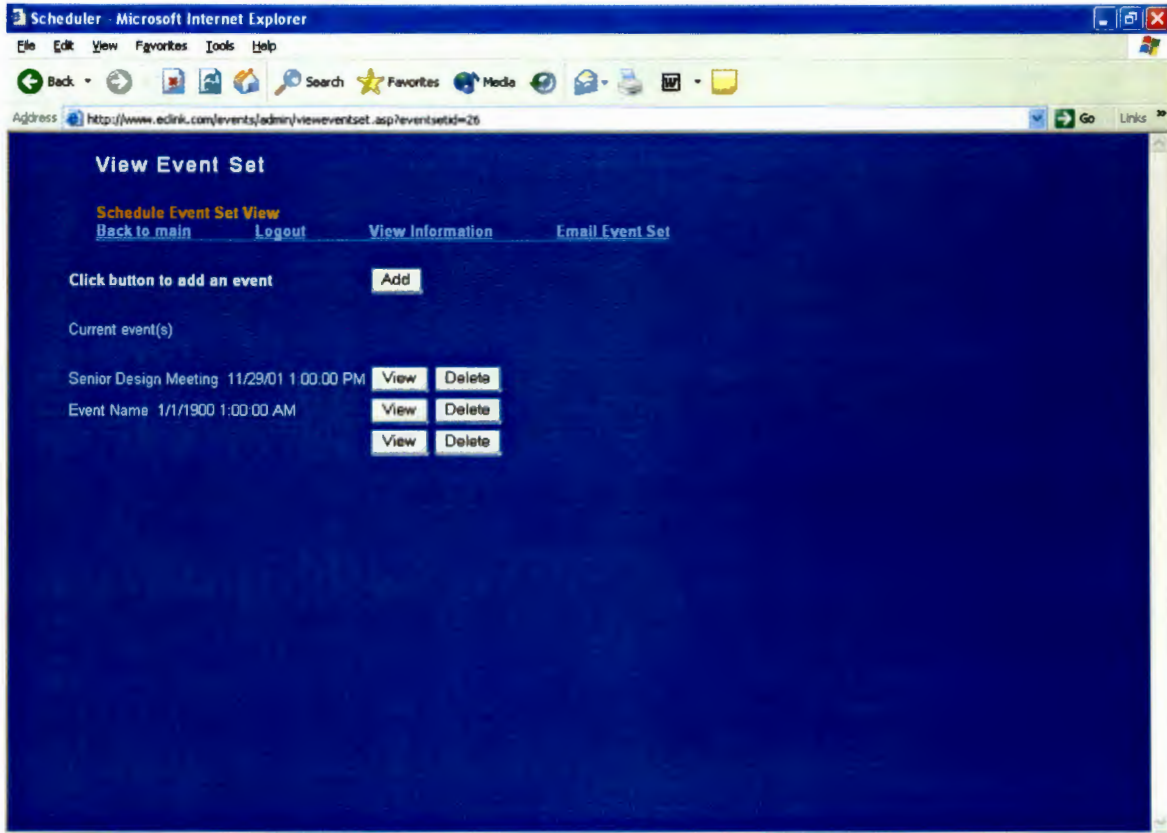 Scheduler - Microsoft Internet Explorer
File Edit View Favorites Tools Help
Back Search Favorites Media W
Address http://www.eclink.com/events/admin/vieweventset.asp?eventsetid=26 Go Links »
View Event Set
Schedule Event Set View
Back to main Logout View Information Email Event Set
Click button to add an event Add
Current event(s)
Senior Design Meeting 11/29/01 1:00:00 PM View Delete
Event Name 1/1/1900 1:00:00 AM View Delete
View Delete